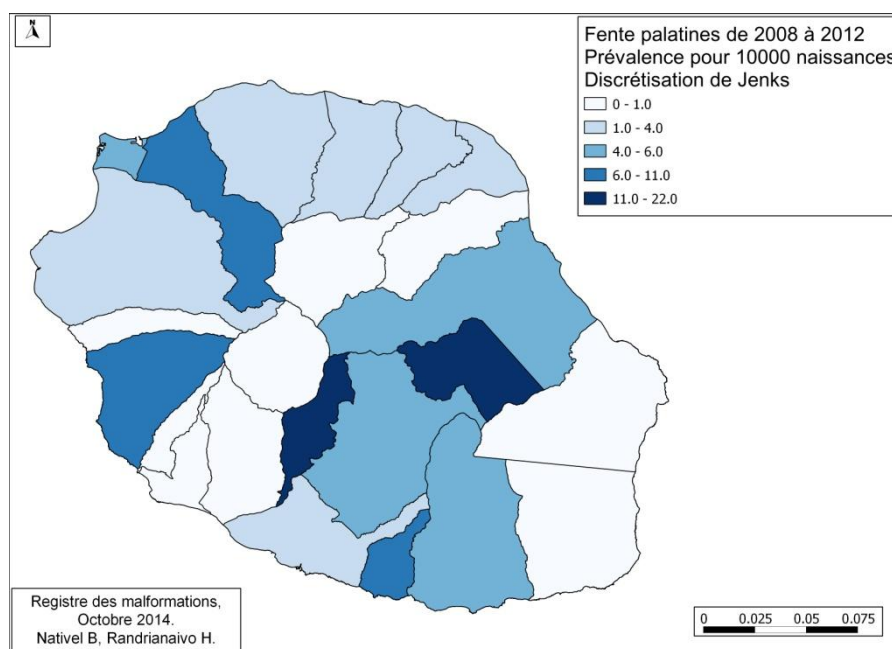 N
Fente palatines de 2008 à 2012
Prévalence pour 10000 naissances
Discrétisation de Jenks
0 - 1.0
1.0 - 4.0
4.0 - 6.0
6.0 - 11.0
11.0 - 22.0
Registre des malformations,
Octobre 2014.
Nativel B, Randrianaivo H.
0 0.025 0.05 0.075